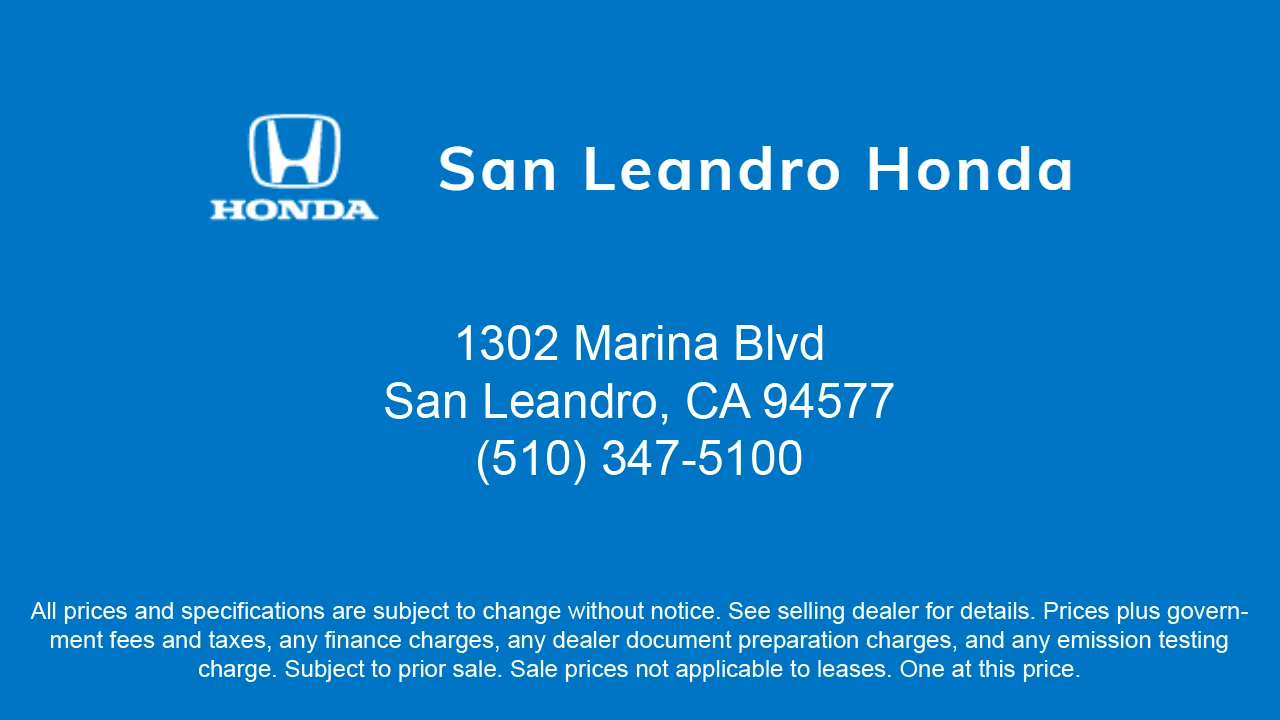 HONDA
San Leandro Honda
1302 Marina Blvd
San Leandro, CA 94577
(510) 347-5100
All prices and specifications are subject to change without notice. See selling dealer for details. Prices plus govern-
ment fees and taxes, any finance charges, any dealer document preparation charges, and any emission testing
charge. Subject to prior sale. Sale prices not applicable to leases. One at this price.